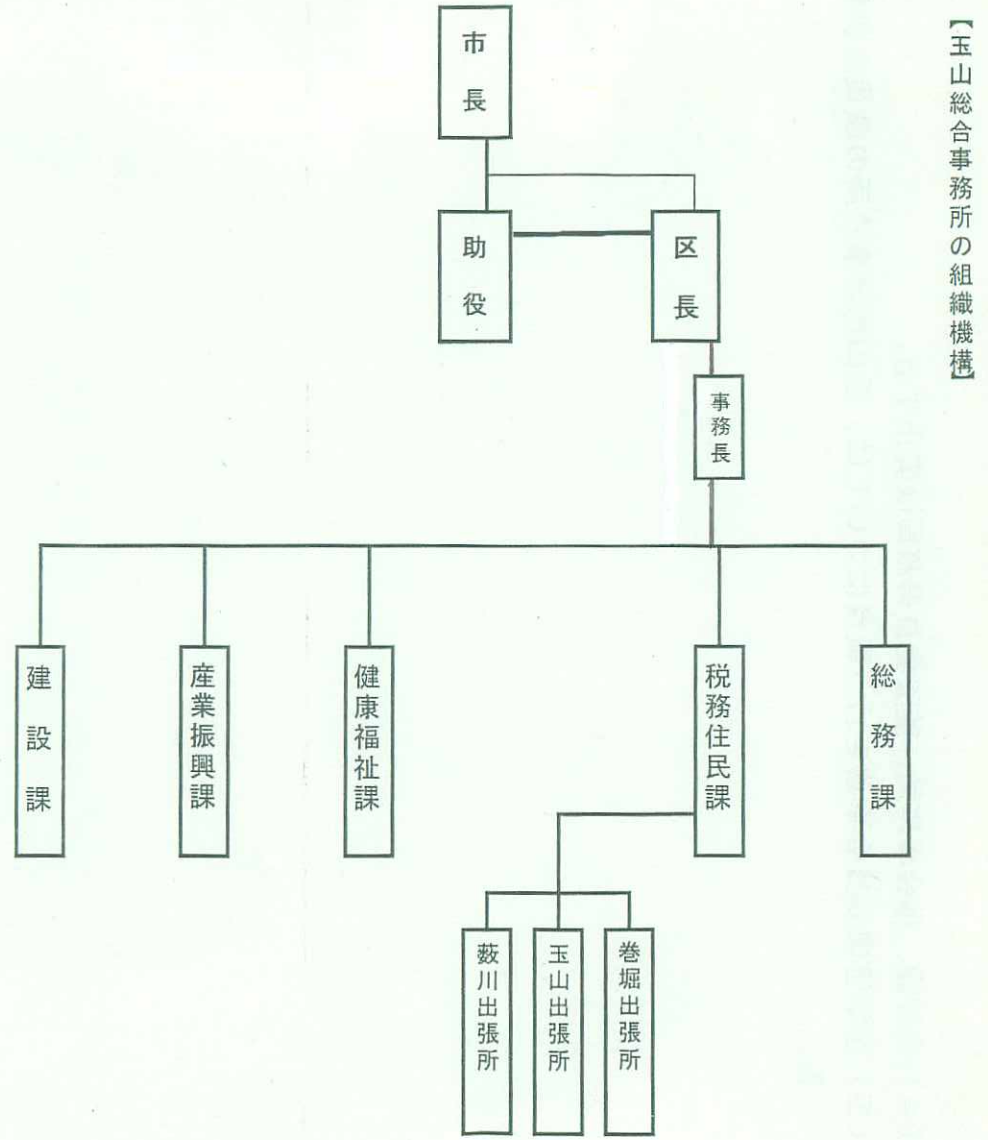 【玉山総合事務所の組織機構】
市長
助役
区長
事務長
総務課
税務住民課
健康福祉課
産業振興課
建設課
巻堀出張所
玉山出張所
薮川出張所